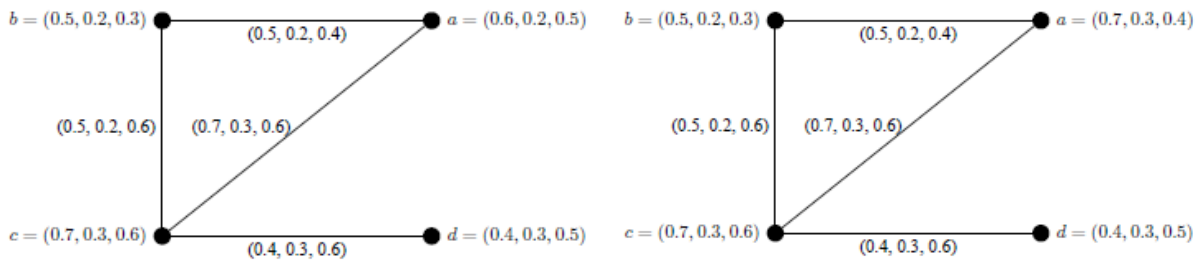 b = (0.5, 0.2, 0.3)
a = (0.6, 0.2, 0.5)
(0.5, 0.2, 0.4)
(0.5, 0.2, 0.6)
(0.7, 0.3, 0.6)
c = (0.7, 0.3, 0.6)
d = (0.4, 0.3, 0.5)
(0.4, 0.3, 0.6)
b = (0.5, 0.2, 0.3)
a = (0.7, 0.3, 0.4)
(0.5, 0.2, 0.4)
(0.5, 0.2, 0.6)
(0.7, 0.3, 0.6)
c = (0.7, 0.3, 0.6)
d = (0.4, 0.3, 0.5)
(0.4, 0.3, 0.6)